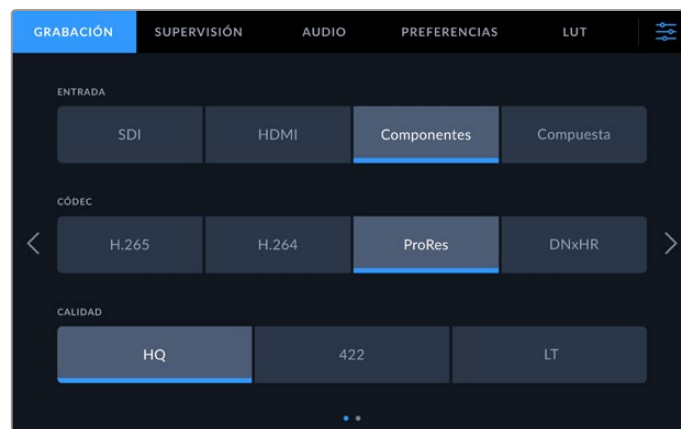 GRABACIÓN SUPERVISIÓN AUDIO PREFERENCIAS LUT
ENTRADA
SDI HDMI Componentes Compuesta
CÓDEC
H.265 H.264 ProRes DNxHR
CALIDAD
HQ 422 LT